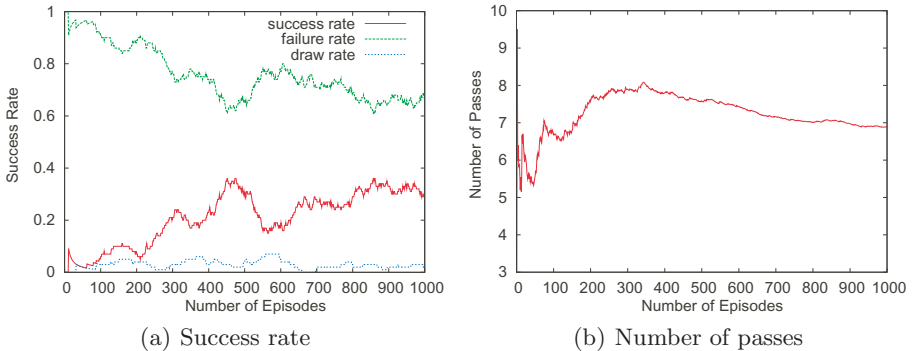 success rate
failure rate
draw rate
Success Rate
1
0.8
0.6
0.4
0.2
0
0 100 200 300 400 500 600 700 800 900 1000
Number of Episodes
(a) Success rate
Number of Passes
10
9
8
7
6
5
4
3
0 100 200 300 400 500 600 700 800 900 1000
Number of Episodes
(b) Number of passes